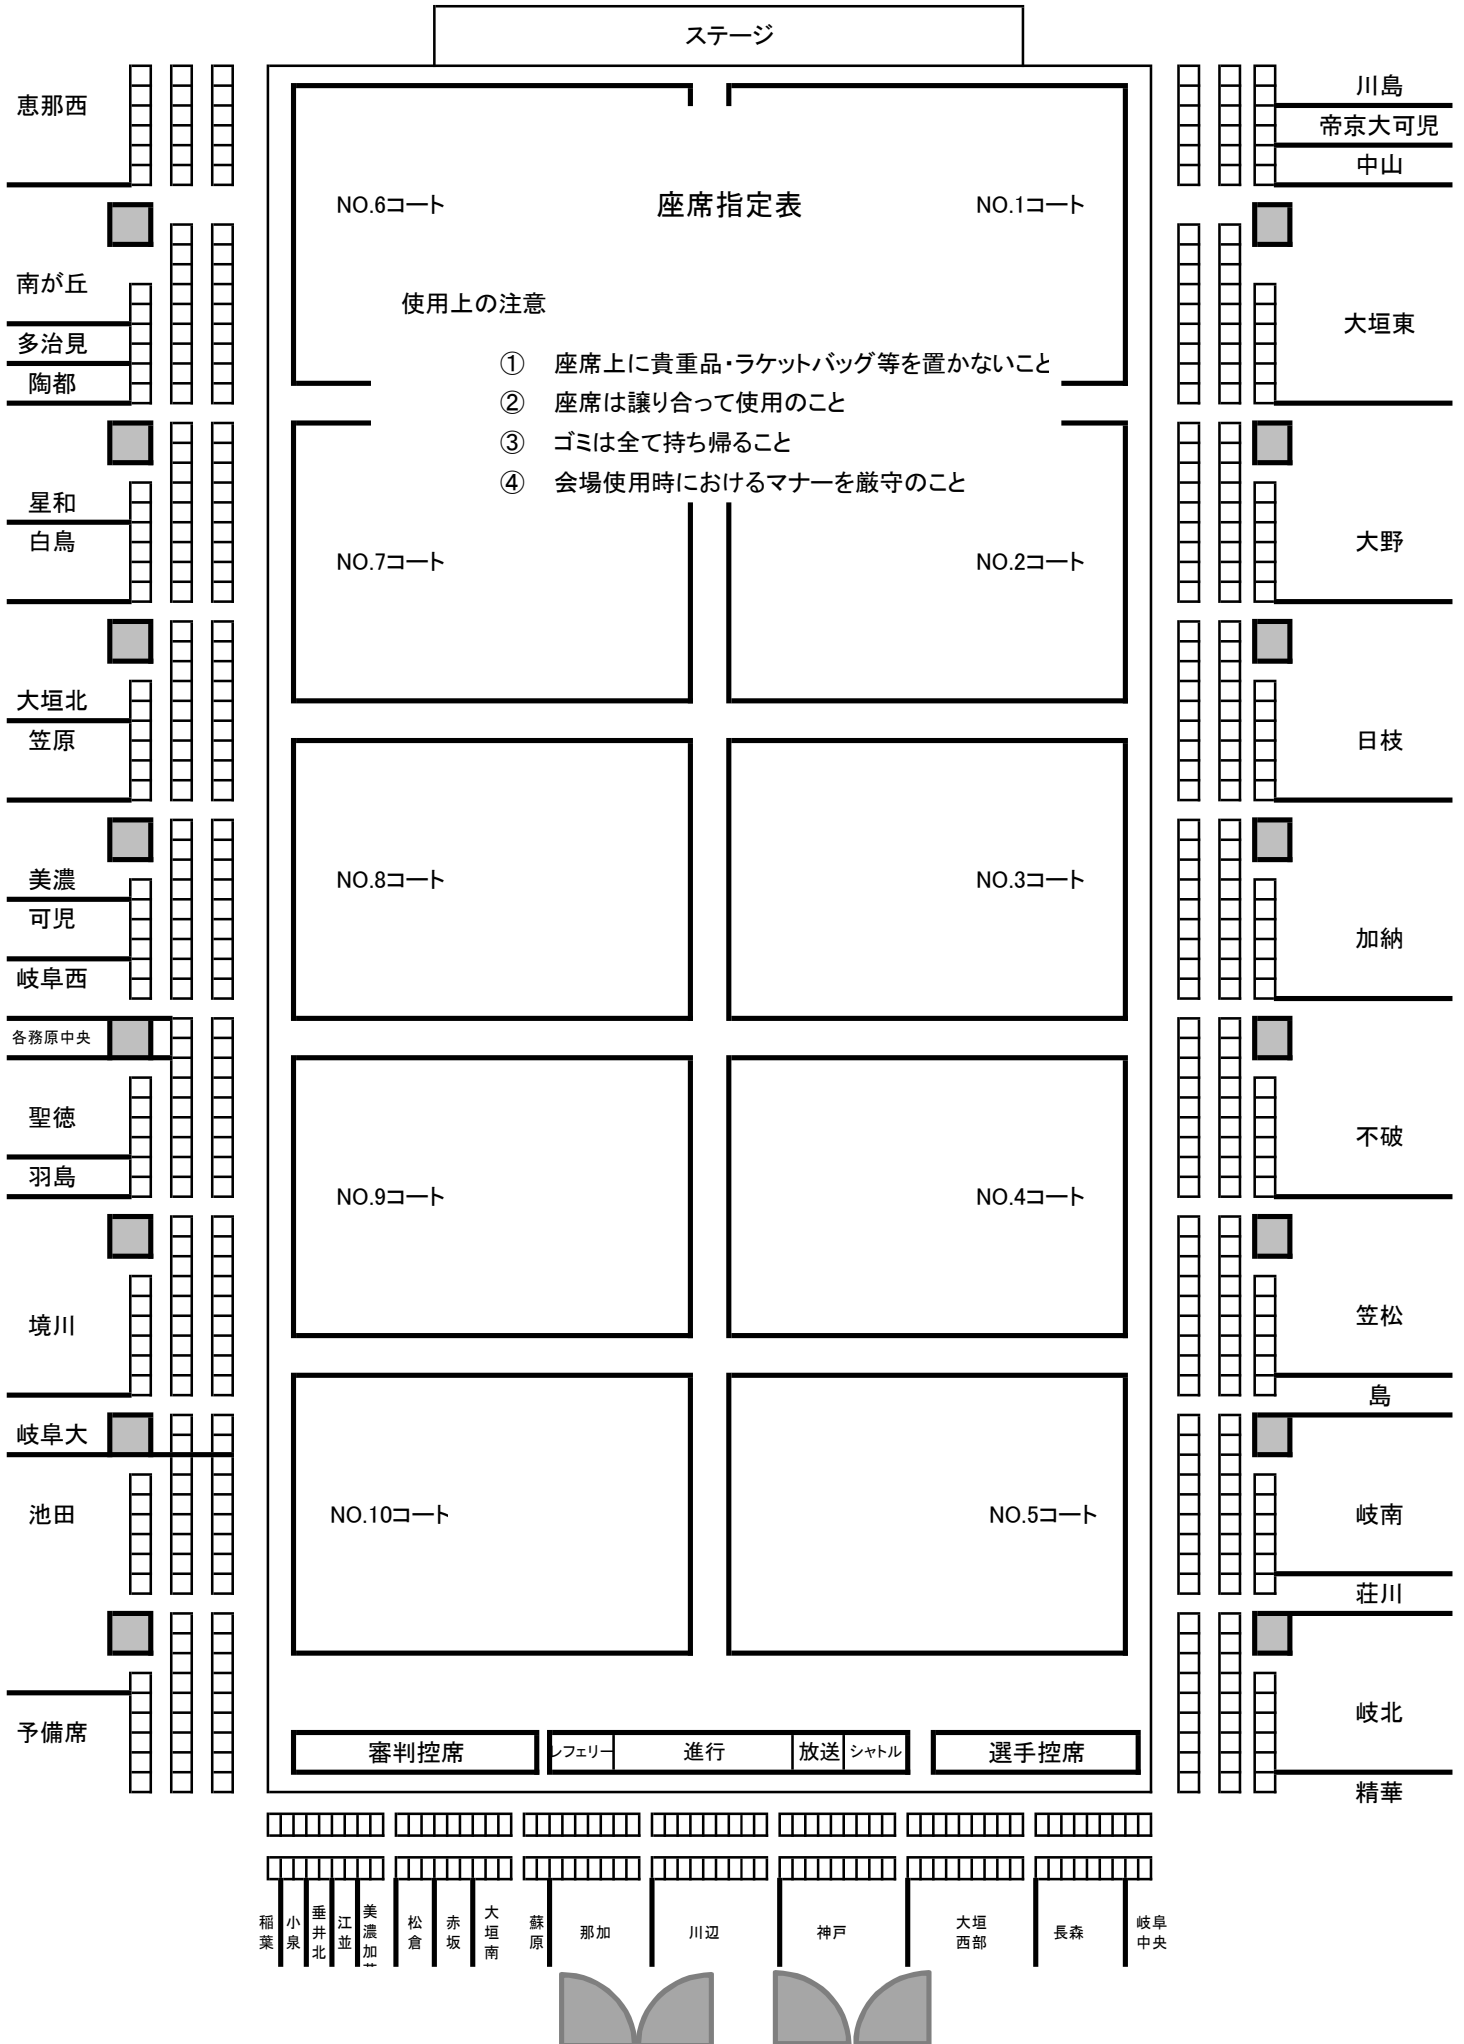 ステージ
恵那西
川島
帝京大可児
中山
NO.6コート
座席指定表
NO.1コート
南が丘
多治見
陶都
大垣東
使用上の注意
① 座席上に貴重品・ラケットバッグ等を置かないこと
② 座席は譲り合って使用のこと
③ ゴミは全て持ち帰ること
④ 会場使用時におけるマナーを厳守のこと
星和
白鳥
NO.7コート
NO.2コート
大野
大垣北
笠原
日枝
美濃
可児
岐阜西
NO.8コート
NO.3コート
加納
各務原中央
聖徳
羽島
NO.9コート
NO.4コート
不破
境川
笠松
島
岐阜大
池田
NO.10コート
NO.5コート
岐南
荘川
予備席
岐北
精華
審判控席
レフェリー
進行
放送
シャトル
選手控席
稲葉
小泉
垂井北
江並
美濃加
松倉
赤坂
大垣南
蘇原
那加
川辺
神戸
大垣
西部
長森
岐阜
中央